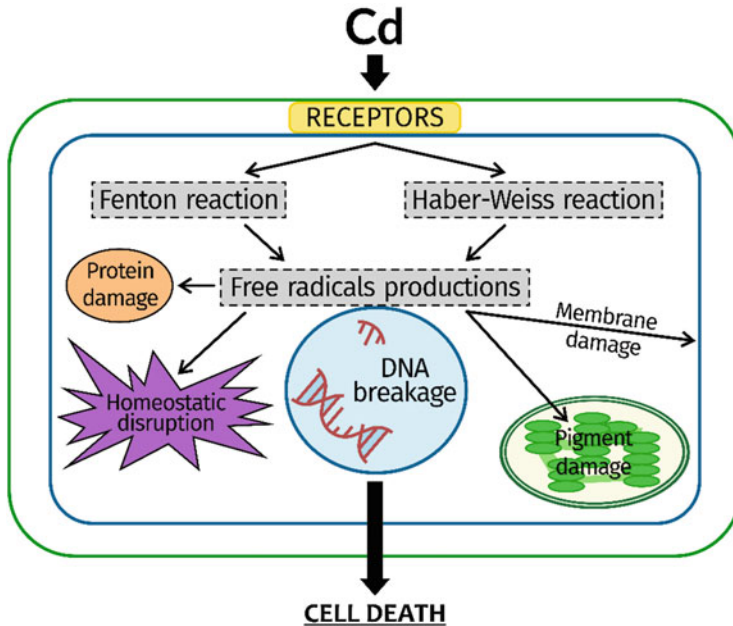 Cd
RECEPTORS
Fenton reaction
Haber-Weiss reaction
Protein
damage
Free radicals productions
Membrane
damage
Homeostatic
disruption
DNA
breakage
Pigment
damage
CELL DEATH